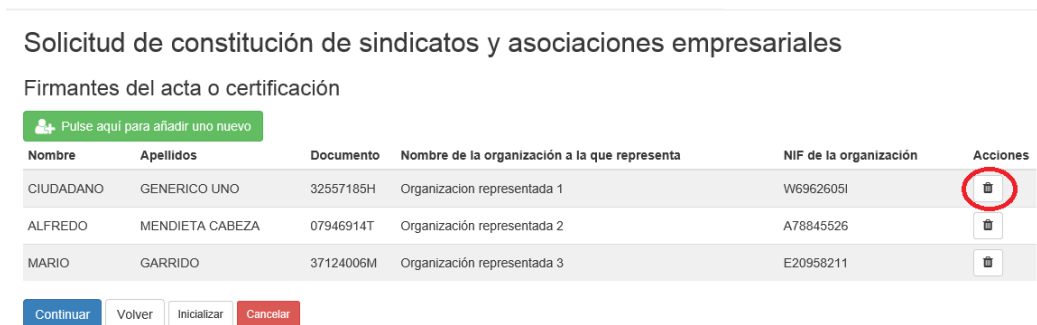 Solicitud de constitución de sindicatos y asociaciones empresariales
Firmantes del acta o certificación
Pulse aquí para añadir uno nuevo
Nombre Apellidos Documento Nombre de la organización a la que representa NIF de la organización Acciones
CIUDADANO GENERICO UNO 32557185H Organizacion representada 1 W6962605I
ALFREDO MENDIETA CABEZA 07946914T Organización representada 2 A78845526
MARIO GARRIDO 37124006M Organización representada 3 E20958211
Continuar Volver Inicializar Cancelar